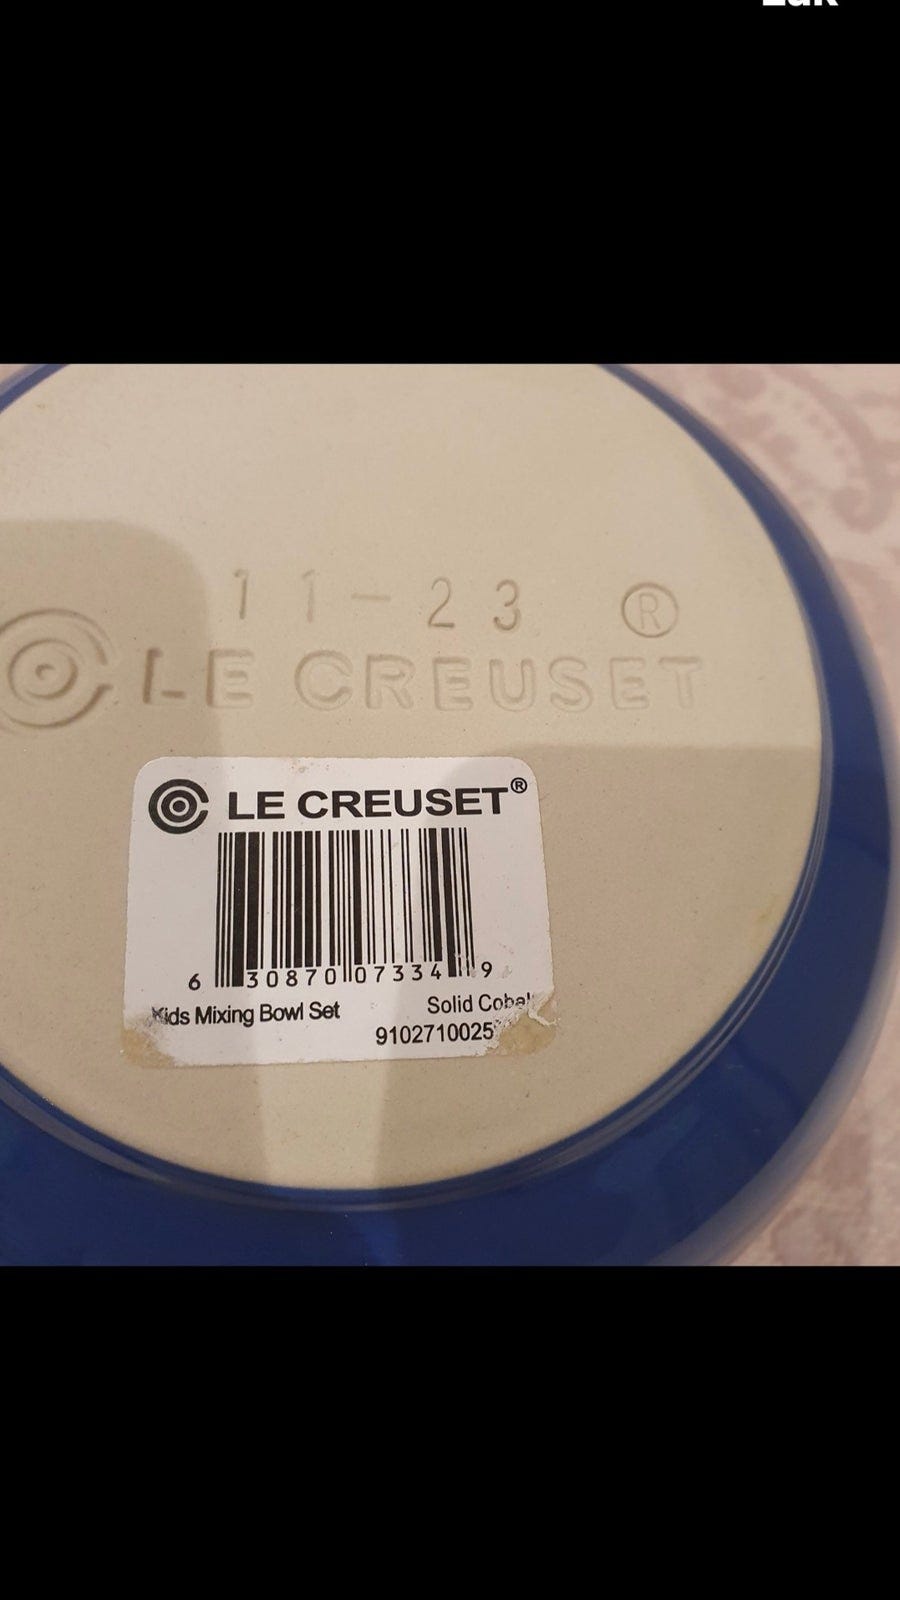 11-23 ®
LE CREUSET
LE CREUSET®
6 30870 07334 9
Kids Mixing Bowl Set
Solid Cobal
9102710025